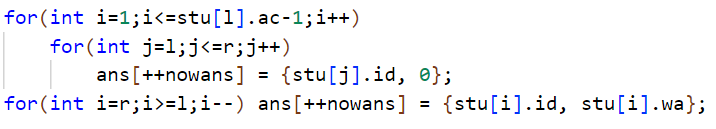 for(int i=1;i<=stu[l].ac-1;i++)
    for(int j=l;j<=r;j++)
        ans[++nowans] = {stu[j].id, 0};
for(int i=r;i>=l;i--) ans[++nowans] = {stu[i].id, stu[i].wa};